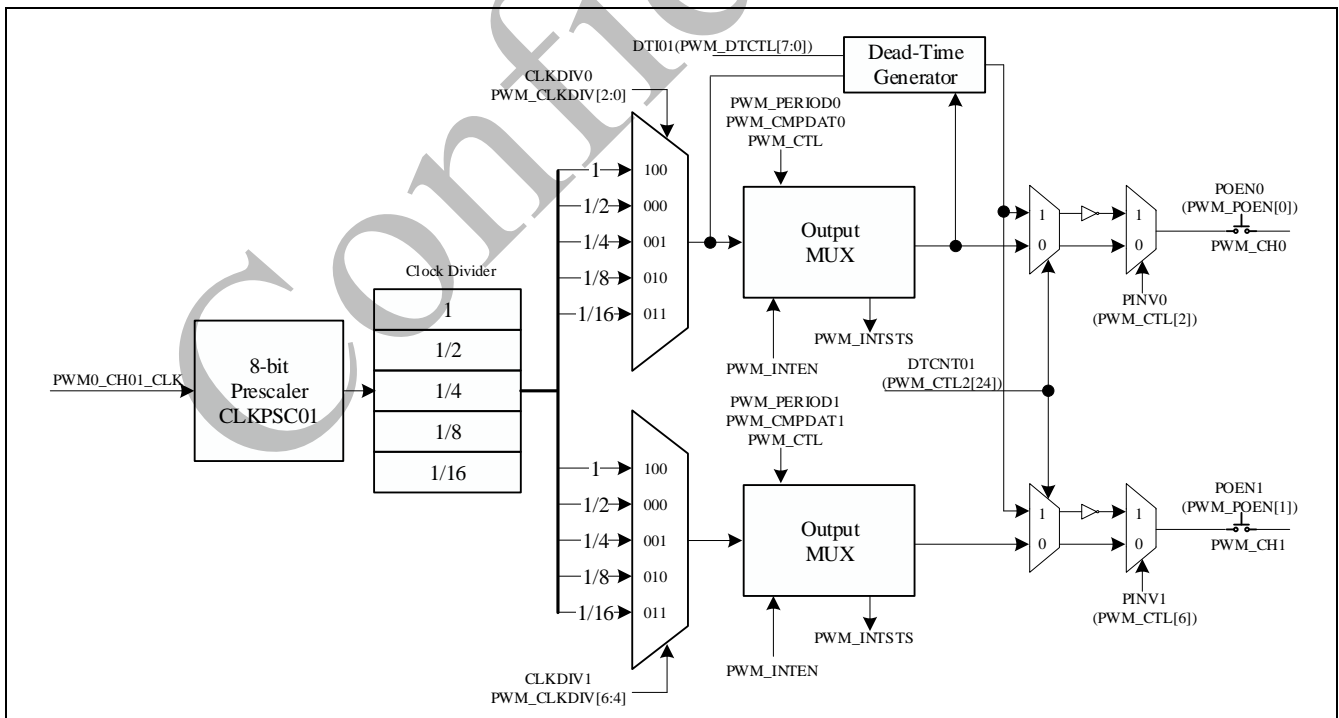 Confi
DTI01(PWM_DTCTL[7:0])
Dead-Time
Generator
CLKDIV0
PWM_CLKDIV[2:0]
PWM_PERIOD0
PWM_CMPDAT0
PWM_CTL
1
100
1/2
000
1/4
001
1/8
010
1/16
011
Output
MUX
PWM_INTEN
PWM_INTSTS
1
0
1
0
POEN0
(PWM_POEN[0])
PWM_CH0
PINV0
(PWM_CTL[2])
DTCNT01
(PWM_CTL2[24])
Clock Divider
1
1/2
1/4
1/8
1/16
PWM0_CH01_CLK
8-bit
Prescaler
CLKPSC01
PWM_PERIOD1
PWM_CMPDAT1
PWM_CTL
1
100
1/2
000
1/4
001
1/8
010
1/16
011
Output
MUX
PWM_INTEN
PWM_INTSTS
1
0
1
0
POEN1
(PWM_POEN[1])
PWM_CH1
PINV1
(PWM_CTL[6])
CLKDIV1
PWM_CLKDIV[6:4]